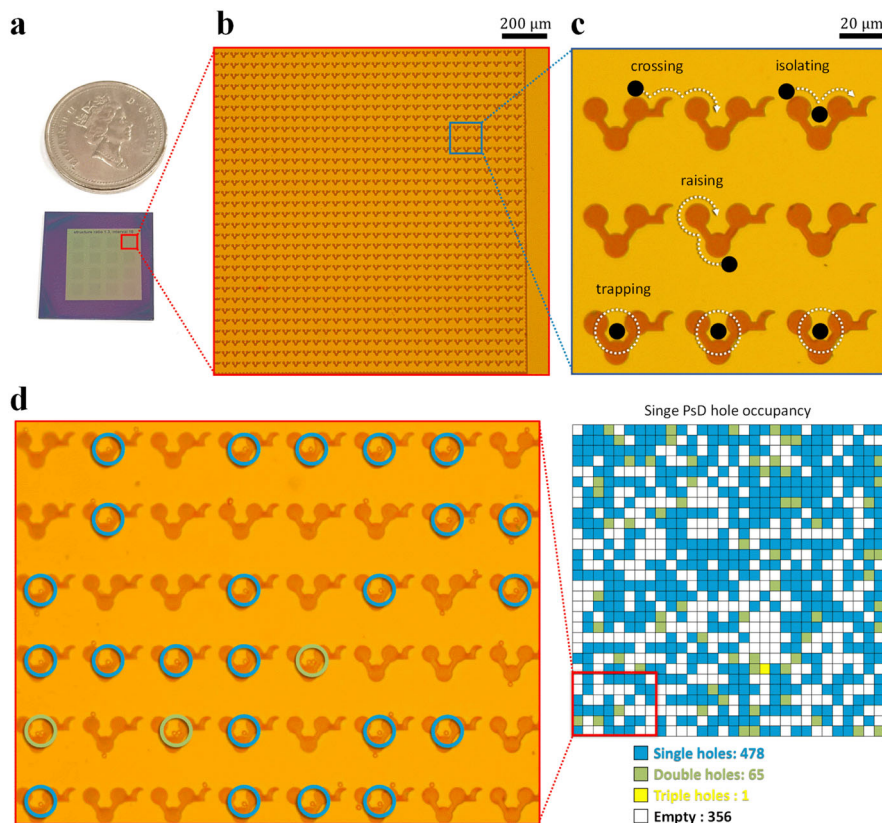 a
b
200 µm
c
20 µm
crossing
isolating
raising
trapping
d
Singe PsD hole occupancy
Single holes: 478
Double holes: 65
Triple holes : 1
Empty : 356